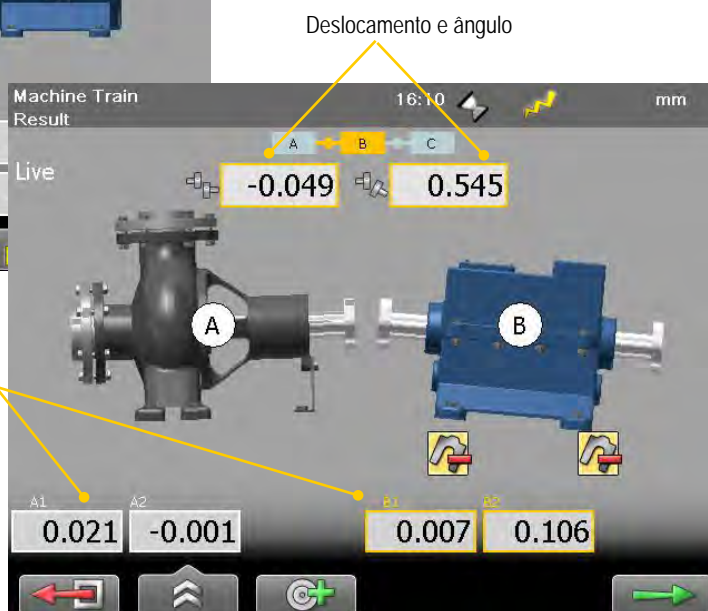 Deslocamento e ângulo
Machine Train
Result
16:10
mm
A B C
Live
-0.049 0.545
A
B
A1 A2 B1 B2
0.021 -0.001 0.007 0.106